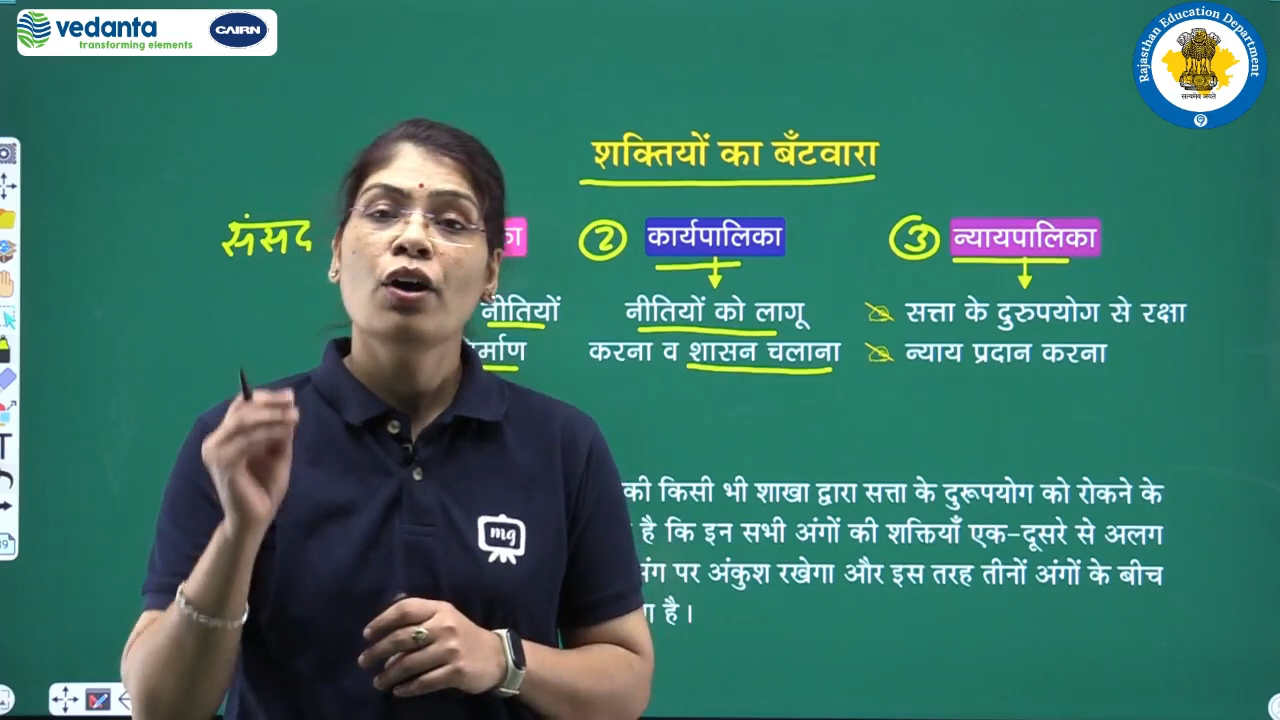 vedanta
transforming elements
CAIRN
Rajasthan Education Department
सत्यमेव जयते
शक्तियों का बँटवारा
संसद
का
2 कार्यपालिका
3 न्यायपालिका
नीतियों
नीतियों को लागू
सत्ता के दुरुपयोग से रक्षा
र्माण
करना व शासन चलाना
न्याय प्रदान करना
की किसी भी शाखा द्वारा सत्ता के दुरूपयोग को रोकने के
है कि इन सभी अंगों की शक्तियाँ एक-दूसरे से अलग
पर अंकुश रखेगा और इस तरह तीनों अंगों के बीच
है।
mg